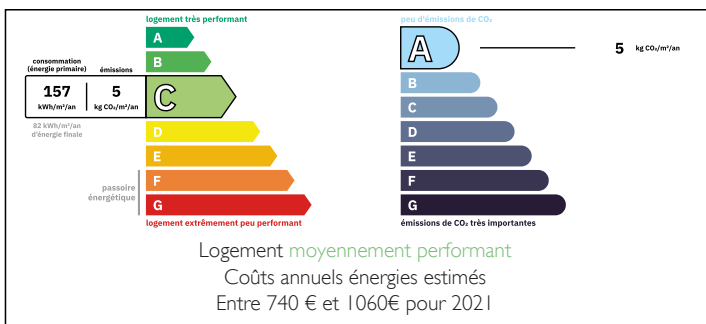 logement très performant
A
B
consommation
(énergie primaire)
émissions
157
kWh/m²/an
5
kg CO₂/m²/an
C
82 kWh/m²/an
d'énergie finale
D
E
F
G
passoire
énergétique
logement extrêmement peu performant
peu d'émissions de CO₂
A
5 kg CO₂/m²/an
B
C
D
E
F
G
émissions de CO₂ très importantes
Logement moyennement performant
Coûts annuels énergies estimés
Entre 740 € et 1060€ pour 2021